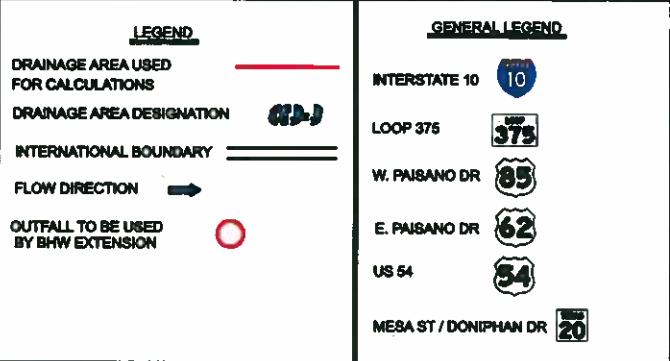 LEGEND
DRAINAGE AREA USED
FOR CALCULATIONS
DRAINAGE AREA DESIGNATION
INTERNATIONAL BOUNDARY
FLOW DIRECTION
OUTFALL TO BE USED
BY BHW EXTENSION
GENERAL LEGEND
INTERSTATE 10
10
LOOP 375
LOOP
375
W. PAISANO DR
85
E. PAISANO DR
62
US 54
54
MESA ST / DONIPHAN DR
TEXAS
20